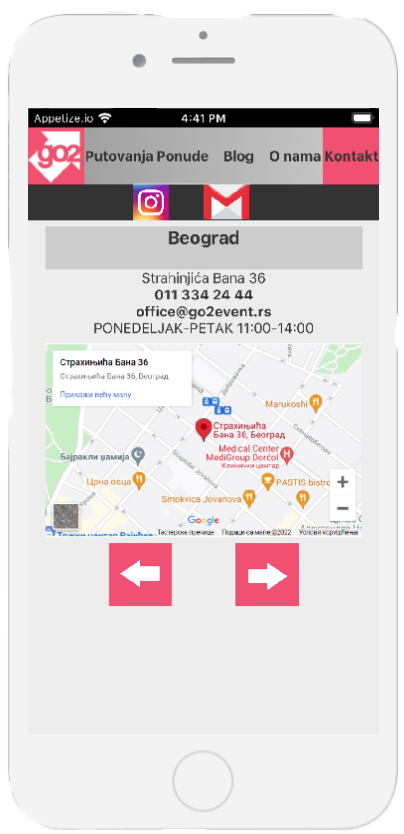 Appetize.io 4:41 PM
go2 Putovanja Ponude Blog O nama Kontakt
Beograd
Strahinjića Bana 36
011 334 24 44
office@go2event.rs
PONEDELJAK-PETAK 11:00-14:00
Страхињића Бана 36
Страхињића Бана 36, Београд
Прикажи већу мапу
Marukoshi
Страхињића
Бана 36, Београд
Бајракли џамија
Medical Center
MediGroup Dorćol
Клинички центар
Црна овца
PASTIS bistro
Smokvica Jovanova
Google
Тастерске пречице Подаци са мапе ©2022 Услови коришћења